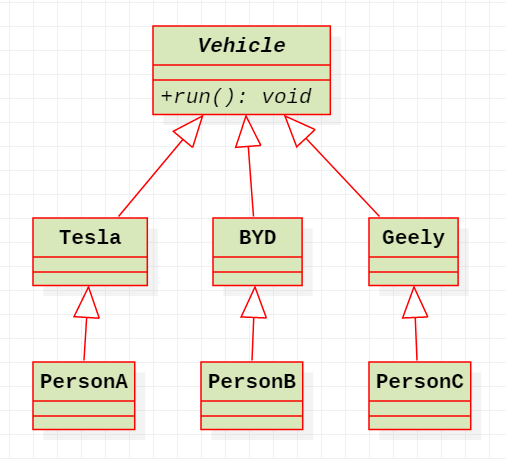 Vehicle
+run(): void
Tesla
BYD
Geely
PersonA
PersonB
PersonC